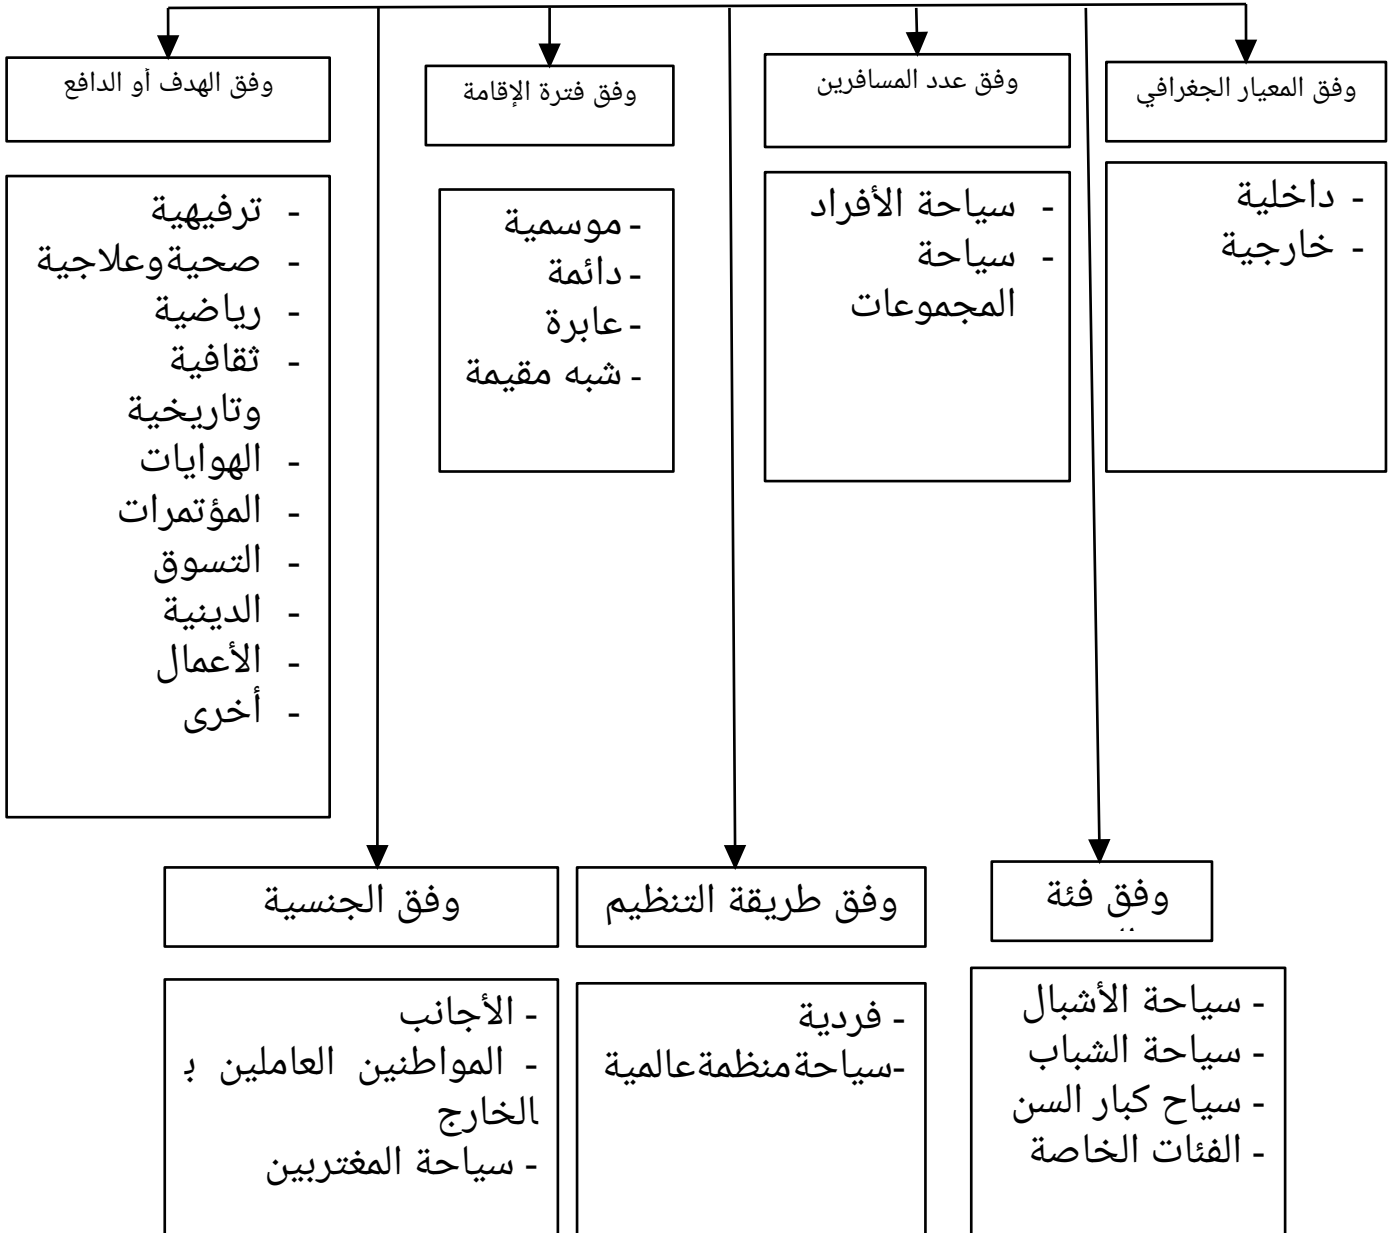 وفق المعيار الجغرافي
- داخلية
- خارجية
وفق عدد المسافرين
- سياحة الأفراد
- سياحة
المجموعات
وفق فترة الإقامة
- موسمية
- دائمة
- عابرة
- شبه مقيمة
وفق الهدف أو الدافع
- ترفيهية
- صحيةوعلاجية
- رياضية
- ثقافية
وتاريخية
- الهوايات
- المؤتمرات
- التسوق
- الدينية
- الأعمال
- أخرى
وفق فئة
- سياحة الأشبال
- سياحة الشباب
- سياح كبار السن
- الفئات الخاصة
وفق طريقة التنظيم
- فردية
-سياحةمنظمةعالمية
وفق الجنسية
- الأجانب
- المواطنين العاملين ب
الخارج
- سياحة المغتربين